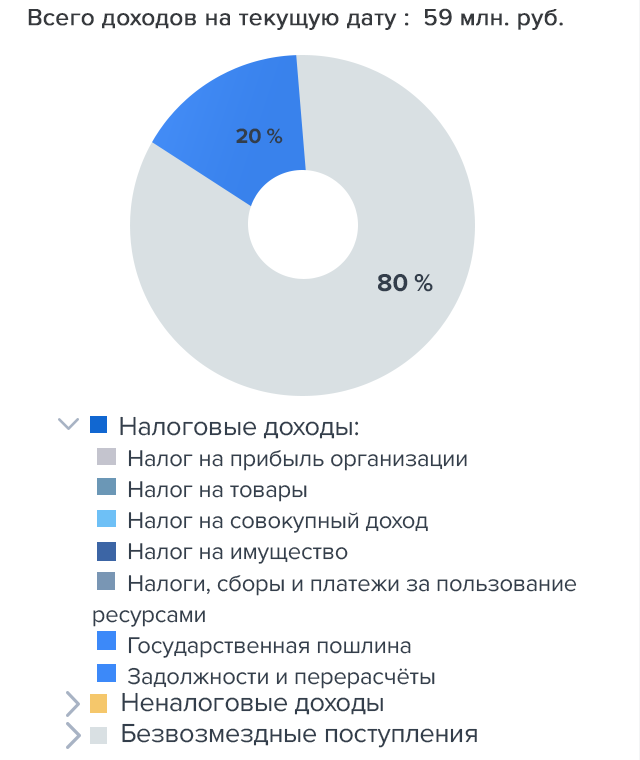 Всего доходов на текущую дату : 59 млн. руб.
20 %
80 %
Налоговые доходы:
Налог на прибыль организации
Налог на товары
Налог на совокупный доход
Налог на имущество
Налоги, сборы и платежи за пользование
ресурсами
Государственная пошлина
Задолжности и перерасчёты
Неналоговые доходы
Безвозмездные поступления